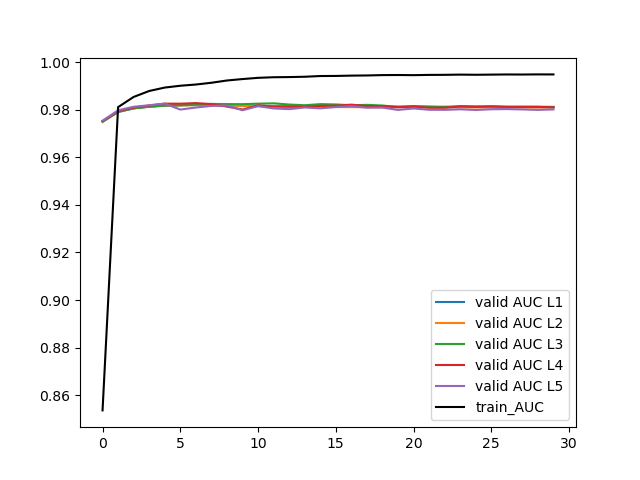 1.00
0.98
0.96
0.94
0.92
0.90
0.88
0.86
valid AUC L1
valid AUC L2
valid AUC L3
valid AUC L4
valid AUC L5
train_AUC
0 5 10 15 20 25 30